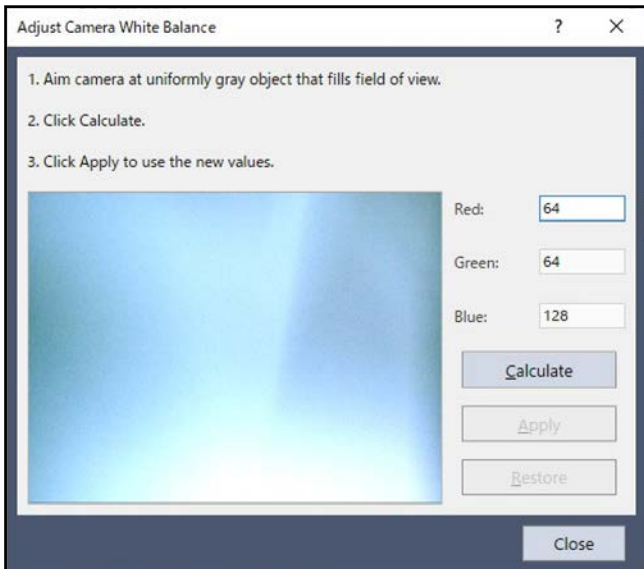 Adjust Camera White Balance ? ×
1. Aim camera at uniformly gray object that fills field of view.
2. Click Calculate.
3. Click Apply to use the new values.
Red: 64
Green: 64
Blue: 128
Calculate
Apply
Restore
Close